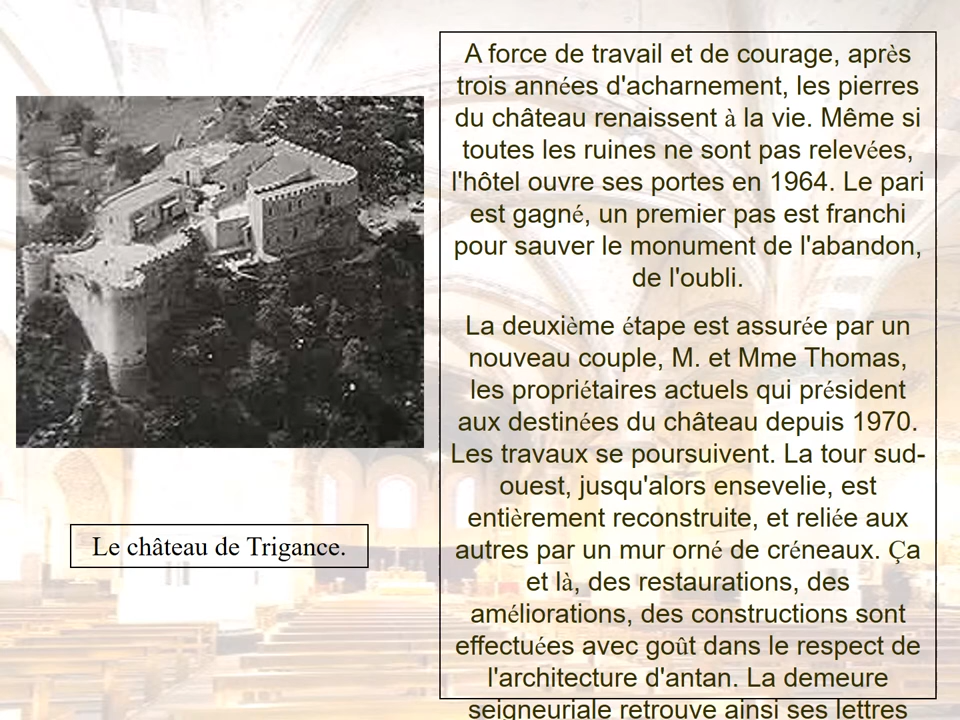 A force de travail et de courage, après
trois années d'acharnement, les pierres
du château renaissent à la vie. Même si
toutes les ruines ne sont pas relevées,
l'hôtel ouvre ses portes en 1964. Le pari
est gagné, un premier pas est franchi
pour sauver le monument de l'abandon,
de l'oubli.
La deuxième étape est assurée par un
nouveau couple, M. et Mme Thomas,
les propriétaires actuels qui président
aux destinées du château depuis 1970.
Les travaux se poursuivent. La tour sud-
ouest, jusqu'alors ensevelie, est
entièrement reconstruite, et reliée aux
autres par un mur orné de créneaux. Ça
et là, des restaurations, des
améliorations, des constructions sont
effectuées avec goût dans le respect de
l'architecture d'antan. La demeure
seigneuriale retrouve ainsi ses lettres
Le château de Trigance.